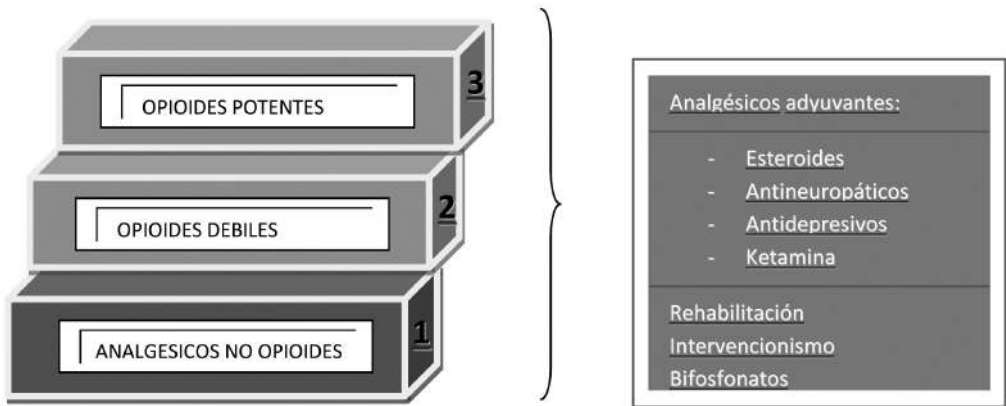 OPIOIDES POTENTES
3
OPIOIDES DEBILES
2
ANALGESICOS NO OPIOIDES
1
Analgésicos adyuvantes:
- Esteroides
- Antineuropáticos
- Antidepresivos
- Ketamina
Rehabilitación
Intervencionismo
Bifosfonatos